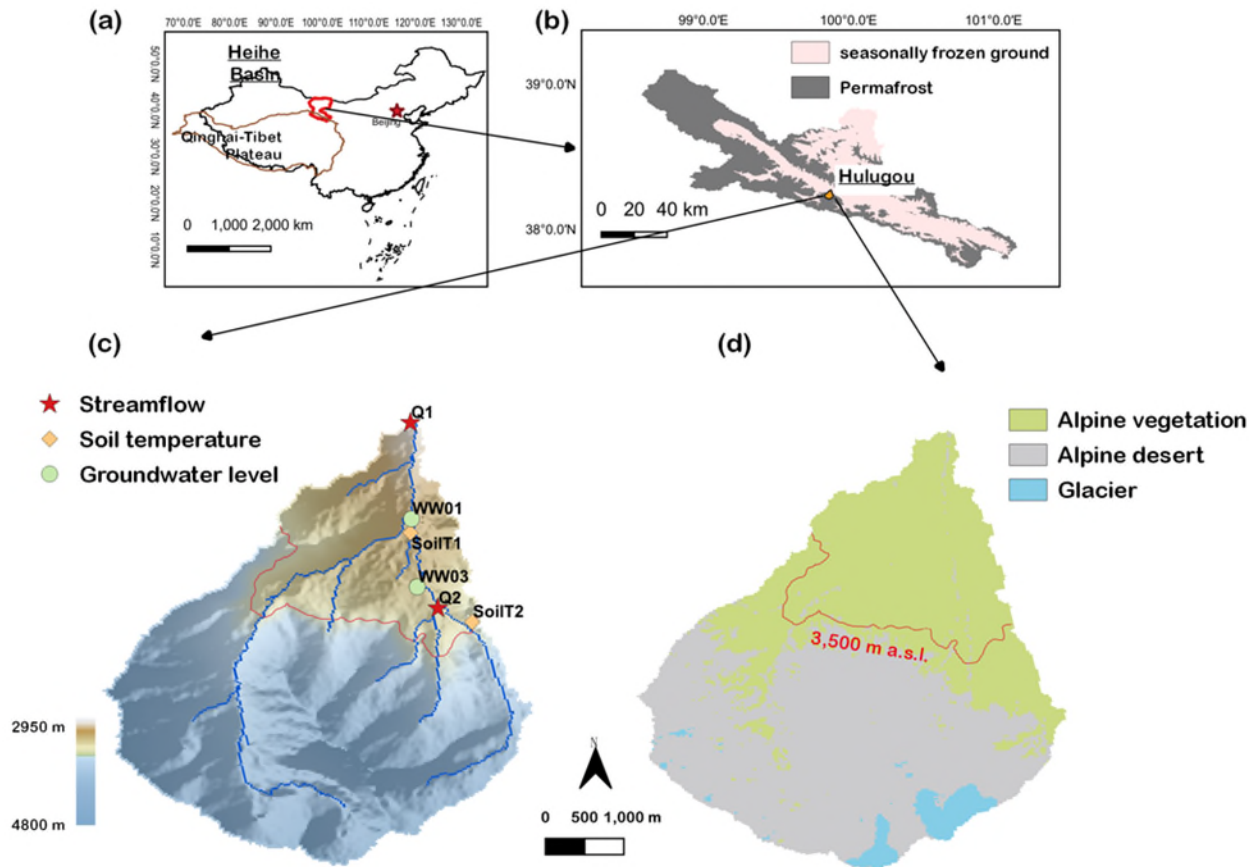 (a)
70°0.0'E 80°0.0'E 90°0.0'E 100°0.0'E 110°0.0'E 120°0.0'E 130°0.0'E
50°0.0'N
40°0.0'N
30°0.0'N
20°0.0'N
10°0.0'N
Heihe
Basin
Beijing
Qinghai-Tibet
Plateau
0 1,000 2,000 km
(b)
99°0.0'E 100°0.0'E 101°0.0'E
39°0.0'N
38°0.0'N
seasonally frozen ground
Permafrost
Hulugou
0 20 40 km
(c)
Streamflow
Soil temperature
Groundwater level
Q1
WW01
SoilT1
WW03
Q2
SoilT2
2950 m
4800 m
N
0 500 1,000 m
(d)
Alpine vegetation
Alpine desert
Glacier
3,500 m a.s.l.